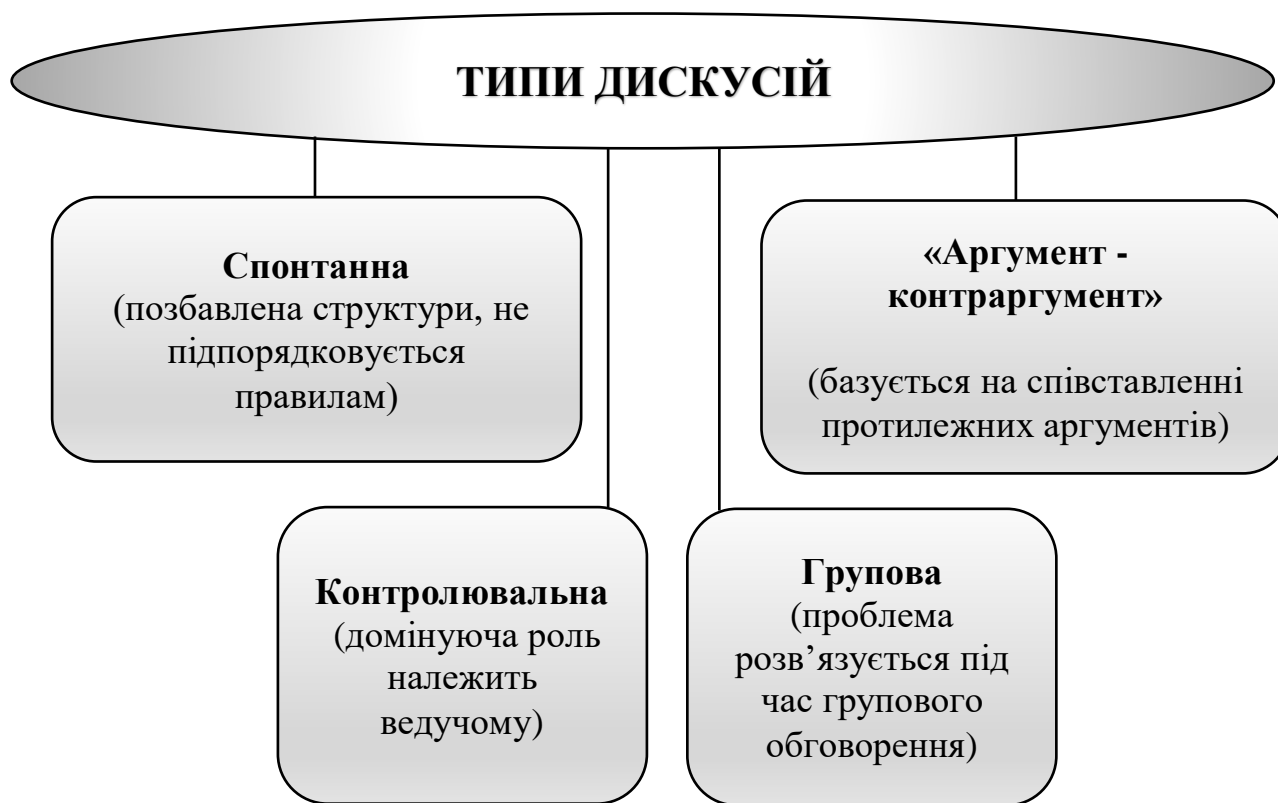 ТИПИ ДИСКУСІЙ
Спонтанна
(позбавлена структури, не
підпорядковується
правилам)
«Аргумент -
контраргумент»
(базується на співставленні
протилежних аргументів)
Контролювальна
(домінуюча роль
належить
ведучому)
Групова
(проблема
розв’язується під
час групового
обговорення)